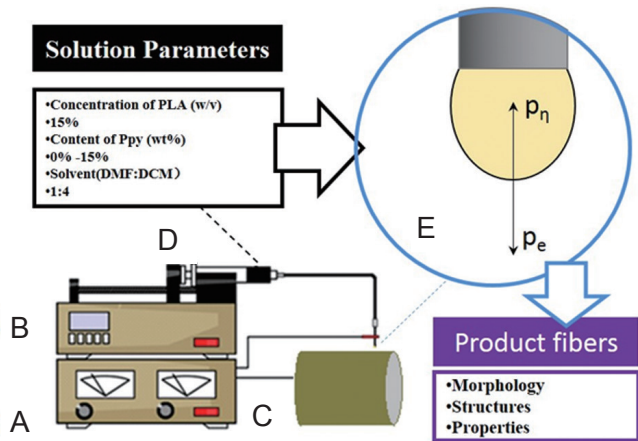 Solution Parameters
•Concentration of PLA (w/v)
•15%
•Content of Ppy (wt%)
•0% -15%
•Solvent(DMF:DCM）
•1:4
pη
pe
E
D
B
A
C
Product fibers
•Morphology
•Structures
•Properties